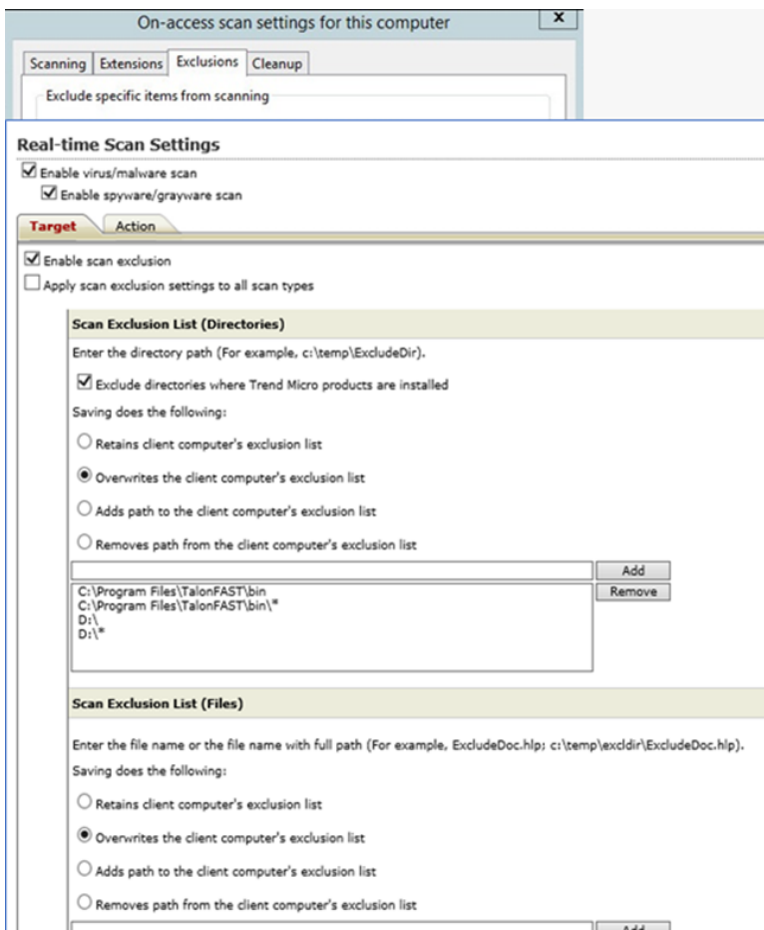 On-access scan settings for this computer
x
Scanning Extensions Exclusions Cleanup
Exclude specific items from scanning
Real-time Scan Settings
Enable virus/malware scan
Enable spyware/grayware scan
Target Action
Enable scan exclusion
Apply scan exclusion settings to all scan types
Scan Exclusion List (Directories)
Enter the directory path (For example, c:\temp\ExcludeDir).
Exclude directories where Trend Micro products are installed
Saving does the following:
Retains client computer's exclusion list
Overwrites the client computer's exclusion list
Adds path to the client computer's exclusion list
Removes path from the client computer's exclusion list
Add
C:\Program Files\TalonFAST\bin
Remove
C:\Program Files\TalonFAST\bin\*
D:\
D:\*
Scan Exclusion List (Files)
Enter the file name or the file name with full path (For example, ExcludeDoc.hlp; c:\temp\excldir\ExcludeDoc.hlp).
Saving does the following:
Retains client computer's exclusion list
Overwrites the client computer's exclusion list
Adds path to the client computer's exclusion list
Removes path from the client computer's exclusion list
Add